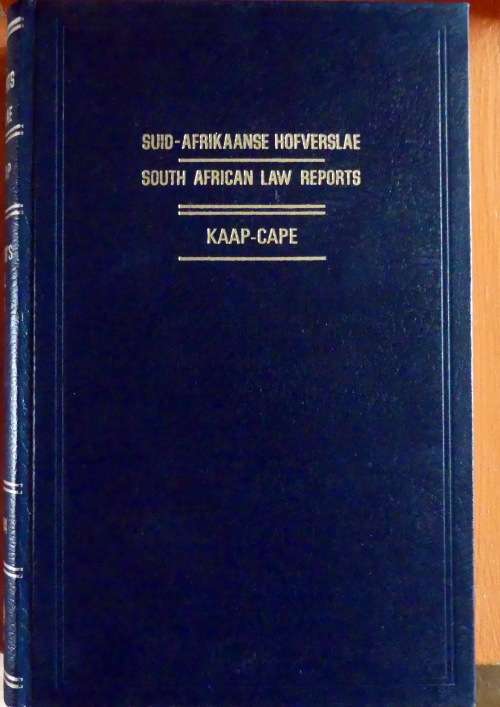 SUID-AFRIKAANSE HOFVERSLAE
SOUTH AFRICAN LAW REPORTS
KAAP-CAPE